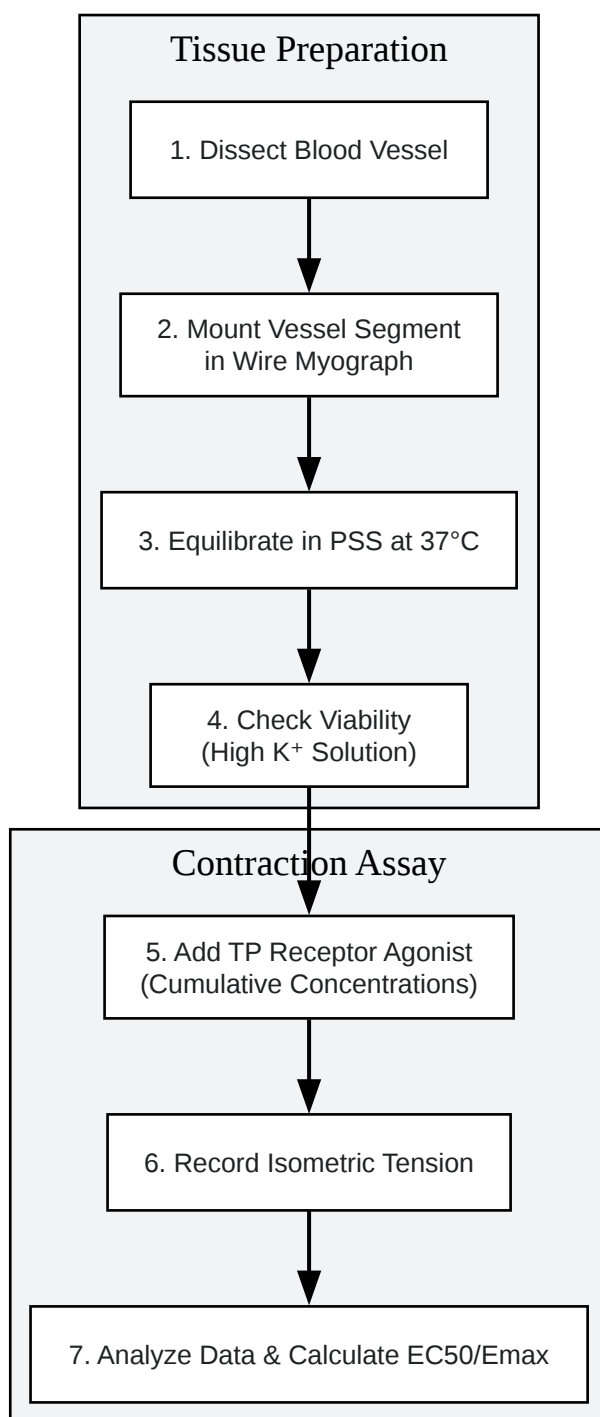 Tissue Preparation
1. Dissect Blood Vessel
2. Mount Vessel Segment
in Wire Myograph
3. Equilibrate in PSS at 37°C
4. Check Viability
(High K⁺ Solution)
Contraction Assay
5. Add TP Receptor Agonist
(Cumulative Concentrations)
6. Record Isometric Tension
7. Analyze Data & Calculate EC50/Emax